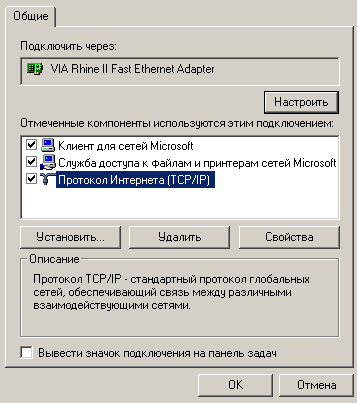 Общие
Подключить через:
VIA Rhine II Fast Ethernet Adapter
Настроить
Отмеченные компоненты используются этим подключением:
Клиент для сетей Microsoft
Служба доступа к файлам и принтерам сетей Microsoft
Протокол Интернета (TCP/IP)
Установить... Удалить Свойства
Описание
Протокол TCP/IP - стандартный протокол глобальных
сетей, обеспечивающий связь между различными
взаимодействующими сетями.
Вывести значок подключения на панель задач
OK Отмена